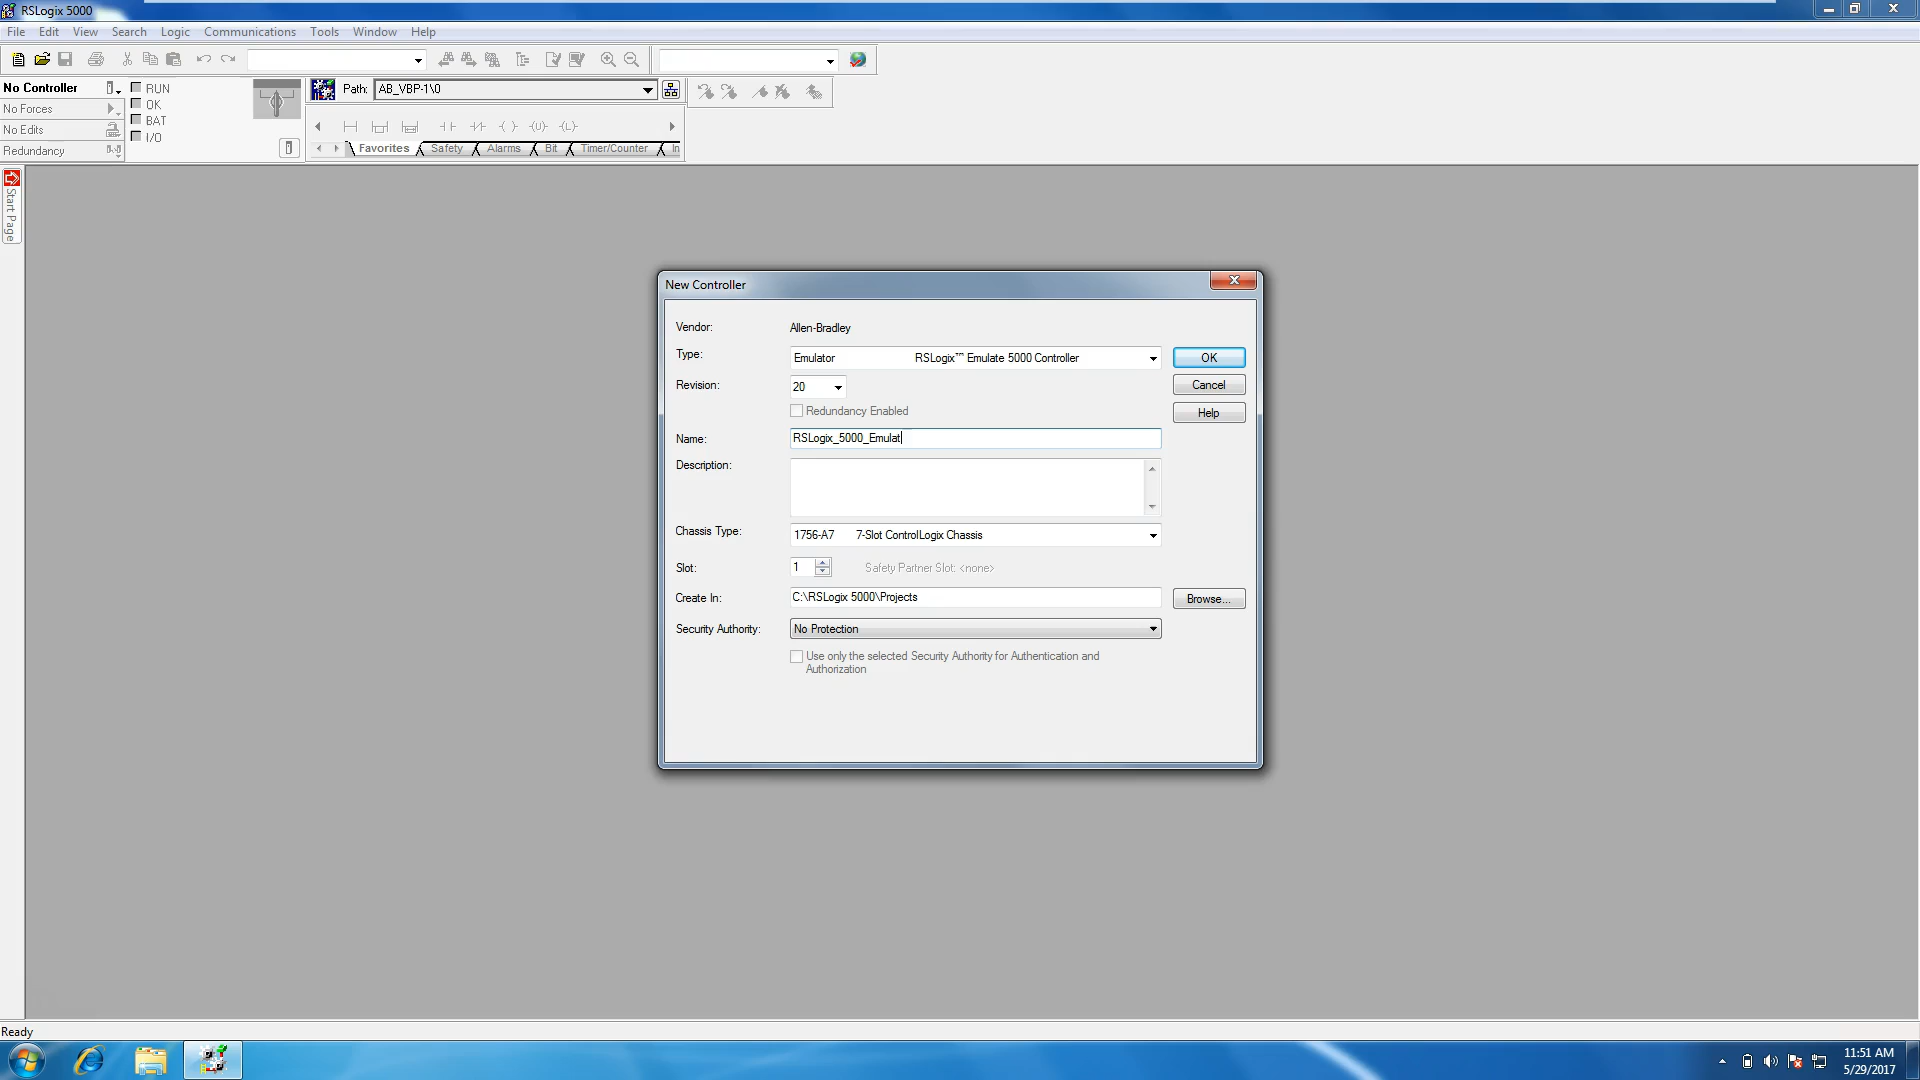 RSLogix 5000
File Edit View Search Logic Communications Tools Window Help
No Controller
RUN
Path: AB_VBP-1\0
No Forces
OK
No Edits
BAT
Redundancy
I/O
Favorites Safety Alarms Bit Timer/Counter In
Start Page
New Controller
Vendor: Allen-Bradley
Type: Emulator RSLogix™ Emulate 5000 Controller
OK
Revision: 20
Cancel
Redundancy Enabled
Help
Name: RSLogix_5000_Emulat
Description:
Chassis Type: 1756-A7 7-Slot ControlLogix Chassis
Slot: 1 Safety Partner Slot: <none>
Create In: C:\RSLogix 5000\Projects
Browse...
Security Authority: No Protection
Use only the selected Security Authority for Authentication and
Authorization
Ready
11:51 AM
5/29/2017